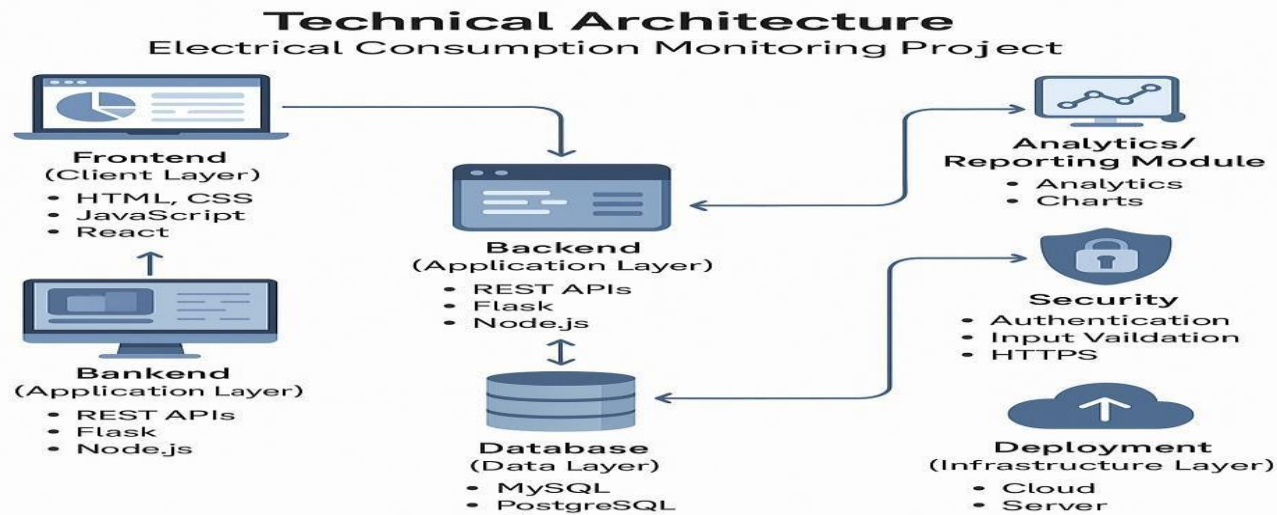 Technical Architecture
Electrical Consumption Monitoring Project
Frontend
(Client Layer)
• HTML, CSS
• JavaScript
• React
Bankend
(Application Layer)
• REST APIs
• Flask
• Node.js
Backend
(Application Layer)
• REST APIs
• Flask
• Node.js
Database
(Data Layer)
• MySQL
• PostgreSQL
Analytics/
Reporting Module
• Analytics
• Charts
Security
• Authentication
• Input Vaildation
• HTTPS
Deployment
(Infrastructure Layer)
• Cloud
• Server